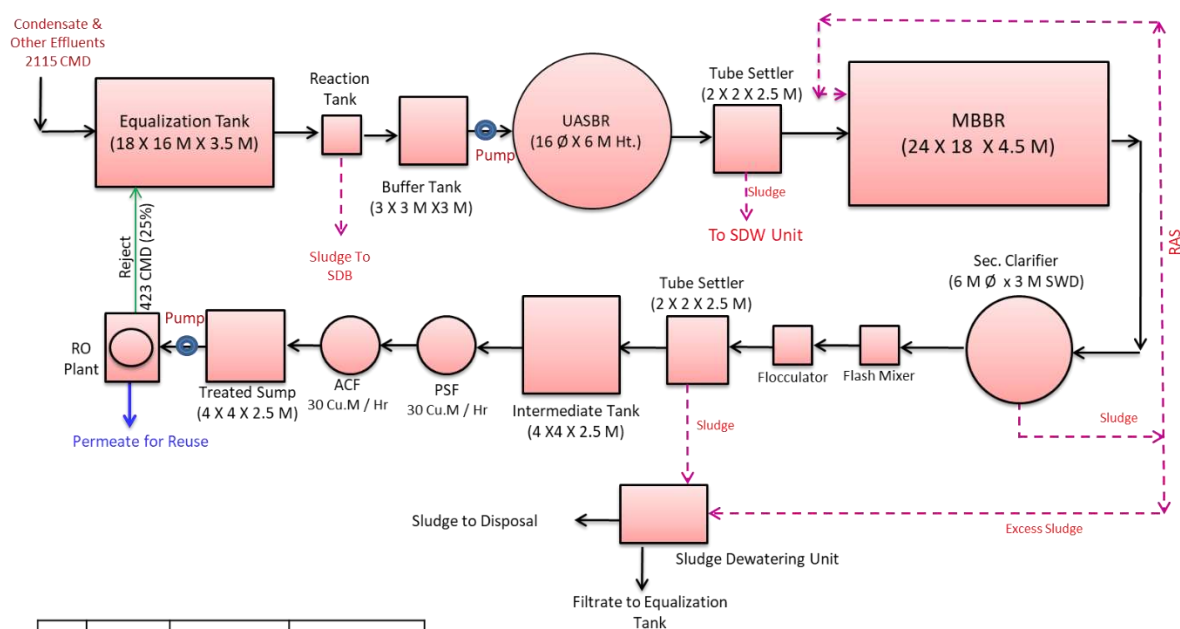 Condensate &
Other Effluents
2115 CMD
Equalization Tank
(18 X 16 M X 3.5 M)
Reaction
Tank
Sludge To
SDB
Buffer Tank
(3 X 3 M X3 M)
Pump
UASBR
(16 Ø X 6 M Ht.)
Tube Settler
(2 X 2 X 2.5 M)
Sludge
To SDW Unit
MBBR
(24 X 18 X 4.5 M)
RAS
Sec. Clarifier
(6 M Ø x 3 M SWD)
Sludge
Flash Mixer
Flocculator
Tube Settler
(2 X 2 X 2.5 M)
Sludge
Intermediate Tank
(4 X4 X 2.5 M)
PSF
30 Cu.M / Hr
ACF
30 Cu.M / Hr
Treated Sump
(4 X 4 X 2.5 M)
Pump
RO
Plant
Reject
423 CMD (25%)
Permeate for Reuse
Excess Sludge
Sludge Dewatering Unit
Sludge to Disposal
Filtrate to Equalization
Tank